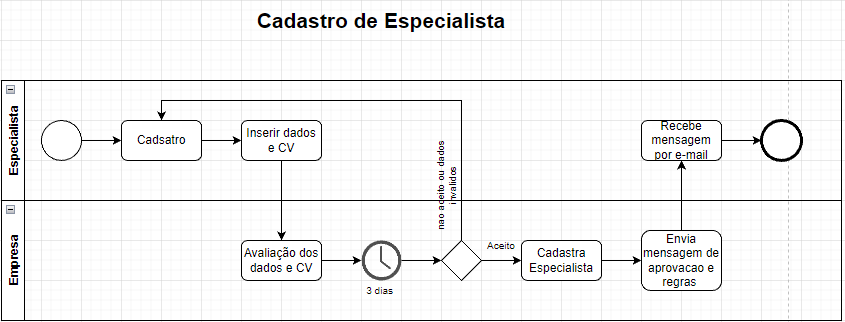 Cadastro de Especialista
Especialista
Cadsatro
Inserir dados
e CV
nao aceito ou dados
invalidos
Recebe
mensagem
por e-mail
Empresa
Avaliação dos
dados e CV
3 dias
Aceito
Cadastra
Especialista
Envia
mensagem de
aprovacao e
regras